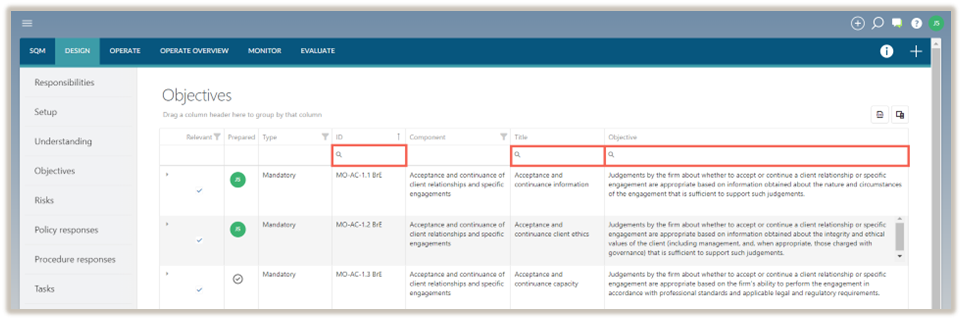 JS
SQM DESIGN OPERATE OPERATE OVERVIEW MONITOR EVALUATE
Responsibilities
Setup
Understanding
Objectives
Risks
Policy responses
Procedure responses
Tasks
Objectives
Drag a column header here to group by that column
Relevant Prepared Type ID Component Title Objective
JS
Mandatory
MO-AC-1.1 BrE
Acceptance and continuance of
client relationships and specific
engagements
Acceptance and
continuance information
Judgements by the firm about whether to accept or continue a client relationship or specific
engagement are appropriate based on information obtained about the nature and circumstances
of the engagement that is sufficient to support such judgements.
JS
Mandatory
MO-AC-1.2 BrE
Acceptance and continuance of
client relationships and specific
engagements
Acceptance and
continuance client ethics
Judgements by the firm about whether to accept or continue a client relationship or specific
engagement are appropriate based on information obtained about the integrity and ethical
values of the client (including management, and, when appropriate, those charged with
governance) that is sufficient to support such judgements.
Mandatory
MO-AC-1.3 BrE
Acceptance and continuance of
client relationships and specific
engagements
Acceptance and
continuance capacity
Judgements by the firm about whether to accept or continue a client relationship or specific
engagement are appropriate based on the firm's ability to perform the engagement in
accordance with professional standards and applicable legal and regulatory requirements.